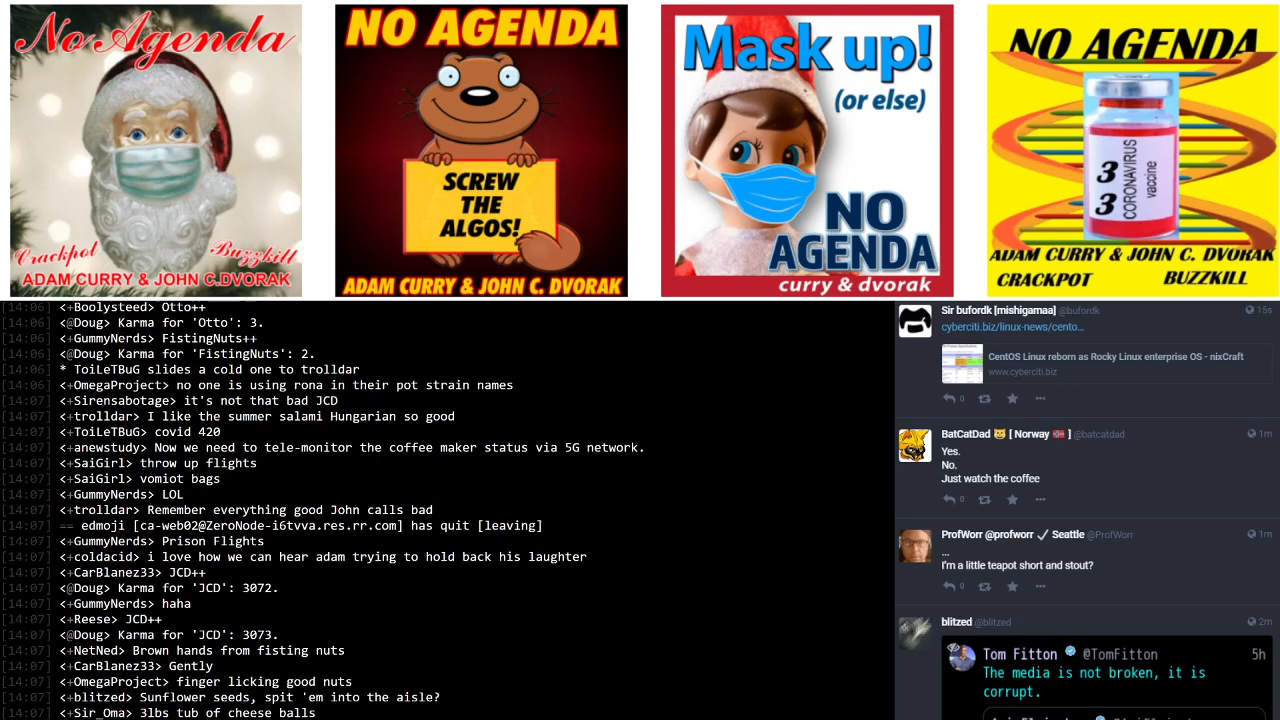 No Agenda
Crackpot
Buzzkill
ADAM CURRY & JOHN C.DVORAK
NO AGENDA
SCREW
THE
ALGOS!
ADAM CURRY & JOHN C. DVORAK
Mask up!
(or else)
NO
AGENDA
curry & dvorak
NO AGENDA
33
CORONAVIRUS
vaccine
ADAM CURRY & JOHN C. DVORAK
CRACKPOT
BUZZKILL
[14:06] <+Boolysteed> Otto++
[14:06] <@Doug> Karma for 'Otto': 3.
[14:06] <+GummyNerds> FistingNuts++
[14:06] <@Doug> Karma for 'FistingNuts': 2.
[14:06] * ToiLeTBuG slides a cold one to trolldar
[14:06] <+OmegaProject> no one is using rona in their pot strain names
[14:06] <+Sirensabotage> it's not that bad JCD
[14:07] <+trolldar> I like the summer salami Hungarian so good
[14:07] <+ToiLeTBuG> covid 420
[14:07] <+anewstudy> Now we need to tele-monitor the coffee maker status via 5G network.
[14:07] <+SaiGirl> throw up flights
[14:07] <+SaiGirl> vomiot bags
[14:07] <+GummyNerds> LOL
[14:07] <+trolldar> Remember everything good John calls bad
[14:07] == edmoji [ca-web02@ZeroNode-i6tvva.res.rr.com] has quit [leaving]
[14:07] <+GummyNerds> Prison Flights
[14:07] <+coldacid> i love how we can hear adam trying to hold back his laughter
[14:07] <+CarBlanez33> JCD++
[14:07] <@Doug> Karma for 'JCD': 3072.
[14:07] <+GummyNerds> haha
[14:07] <+Reese> JCD++
[14:07] <@Doug> Karma for 'JCD': 3073.
[14:07] <+NetNed> Brown hands from fisting nuts
[14:07] <+CarBlanez33> Gently
[14:07] <+OmegaProject> finger licking good nuts
[14:07] <+blitzed> Sunflower seeds, spit 'em into the aisle?
[14:07] <+Sir_Oma> 3lbs tub of cheese balls
Sir bufordk [mishigamaa] @bufordk 15s
cyberciti.biz/linux-news/cento…
CentOS Linux reborn as Rocky Linux enterprise OS - nixCraft
www.cyberciti.biz
0
BatCatDad [ Norway ] @batcatdad 1m
Yes.
No.
Just watch the coffee
0
ProfWorr @profworr ✓ Seattle @ProfWorr 1m
...
I'm a little teapot short and stout?
0
blitzed @blitzed 2m
Tom Fitton @TomFitton 5h
The media is not broken, it is
corrupt.